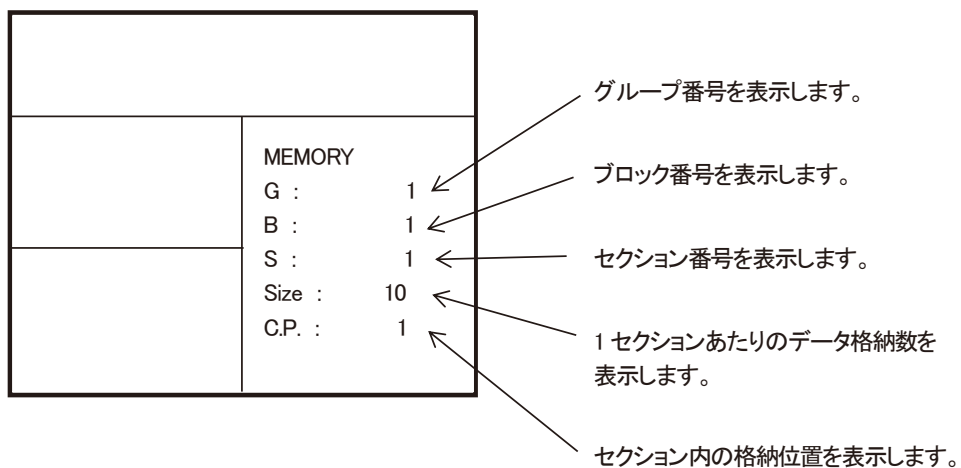 MEMORY
G : 1
B : 1
S : 1
Size : 10
C.P. : 1
グループ番号を表示します。
ブロック番号を表示します。
セクション番号を表示します。
1 セクションあたりのデータ格納数を
表示します。
セクション内の格納位置を表示します。